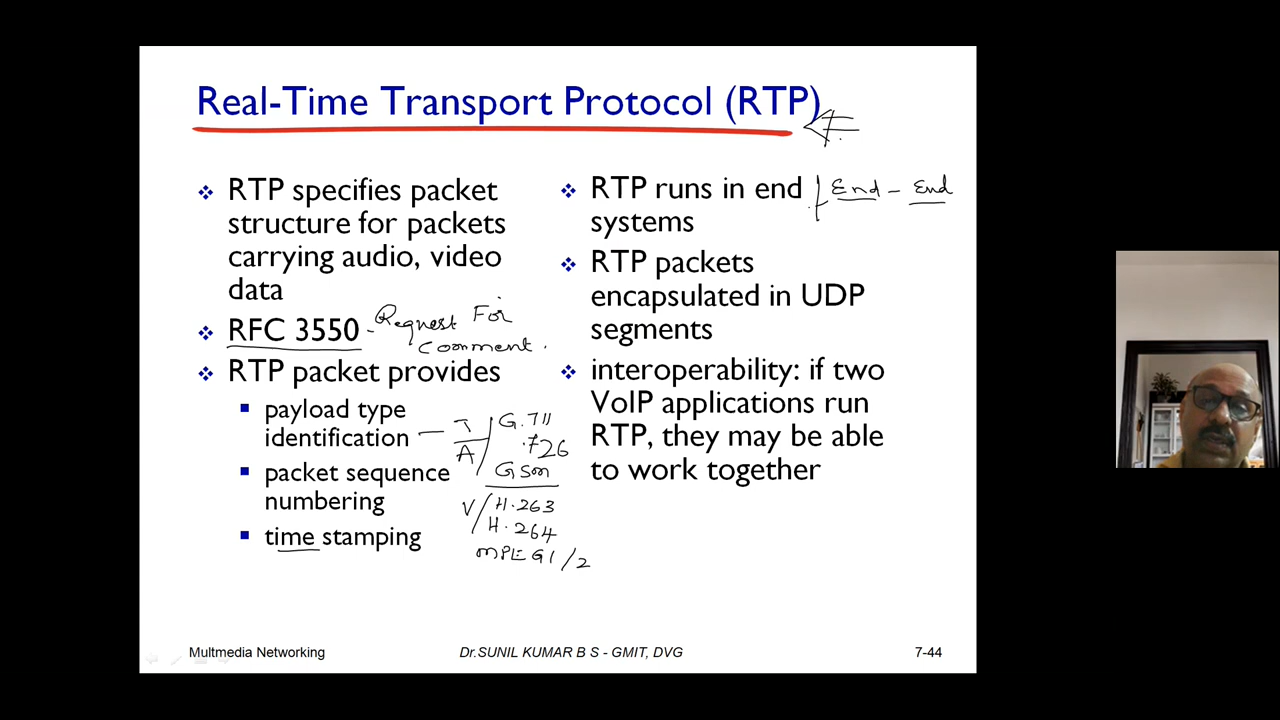 Real-Time Transport Protocol (RTP)
RTP specifies packet
structure for packets
carrying audio, video
data
RFC 3550 - Request For
Comment.
RTP packet provides
payload type
identification
packet sequence
numbering
time stamping
A
G.711
.726
GSM
V / H.263
H.264
MPEG1/2
RTP runs in end
systems
End - End
RTP packets
encapsulated in UDP
segments
interoperability: if two
VoIP applications run
RTP, they may be able
to work together
Multmedia Networking
Dr.SUNIL KUMAR B S - GMIT, DVG
7-44